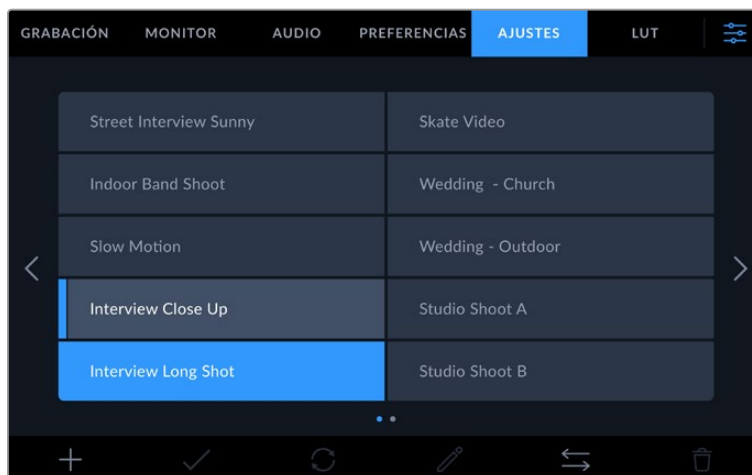 GRABACIÓN MONITOR AUDIO PREFERENCIAS AJUSTES LUT
Street Interview Sunny
Skate Video
Indoor Band Shoot
Wedding - Church
Slow Motion
Wedding - Outdoor
Interview Close Up
Studio Shoot A
Interview Long Shot
Studio Shoot B